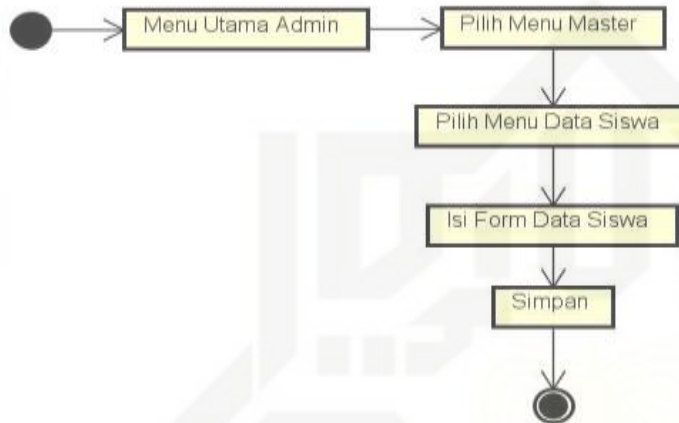 Menu Utama Admin
Pilih Menu Master
Pilih Menu Data Siswa
Isi Form Data Siswa
Simpan